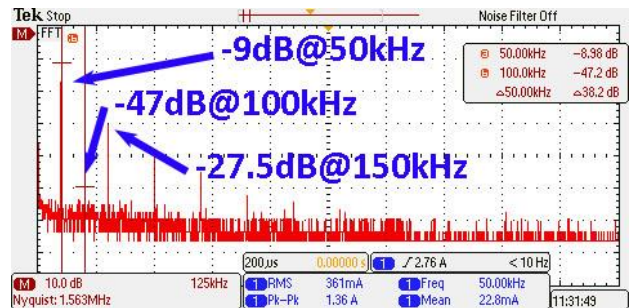 Tek Stop
Noise Filter Off
M FFT
a 50.00kHz -8.98 dB
b 100.0kHz -47.2 dB
△50.00kHz △38.2 dB
-9dB@50kHz
-47dB@100kHz
-27.5dB@150kHz
200µs 0.00000 s 1 2.76 A < 10 Hz
M 10.0 dB 125kHz
Nyquist: 1.563MHz
1 RMS 361mA 1 Freq 50.00kHz
1 Pk-Pk 1.36 A 1 Mean 22.8mA
11:31:49